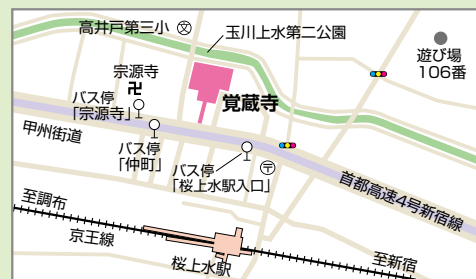 高井戸第三小
玉川上水第二公園
遊び場
106番
宗源寺
覚蔵寺
バス停
「宗源寺」
甲州街道
バス停
「仲町」
バス停
「桜上水駅入口」
首都高速4号新宿線
至調布
京王線
桜上水駅
至新宿